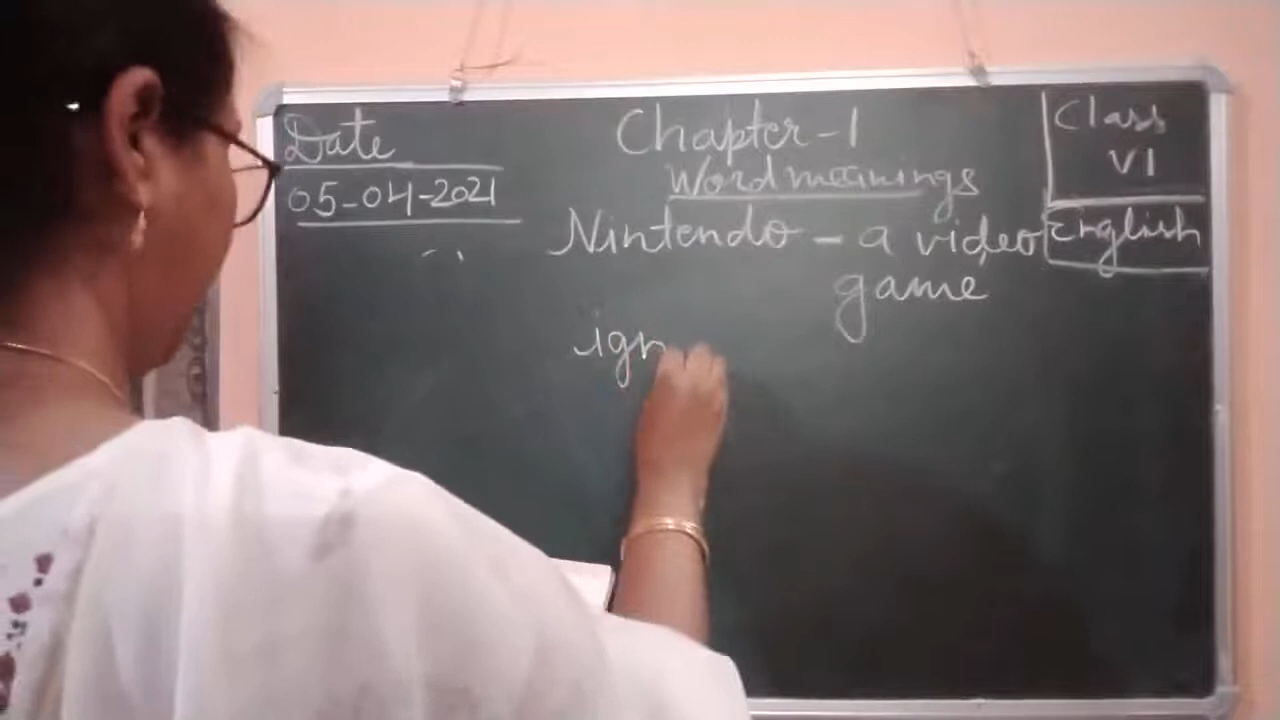 Date
05-04-2021
Chapter-1
Word meanings
Class
VI
English
Nintendo - a video
game
ign